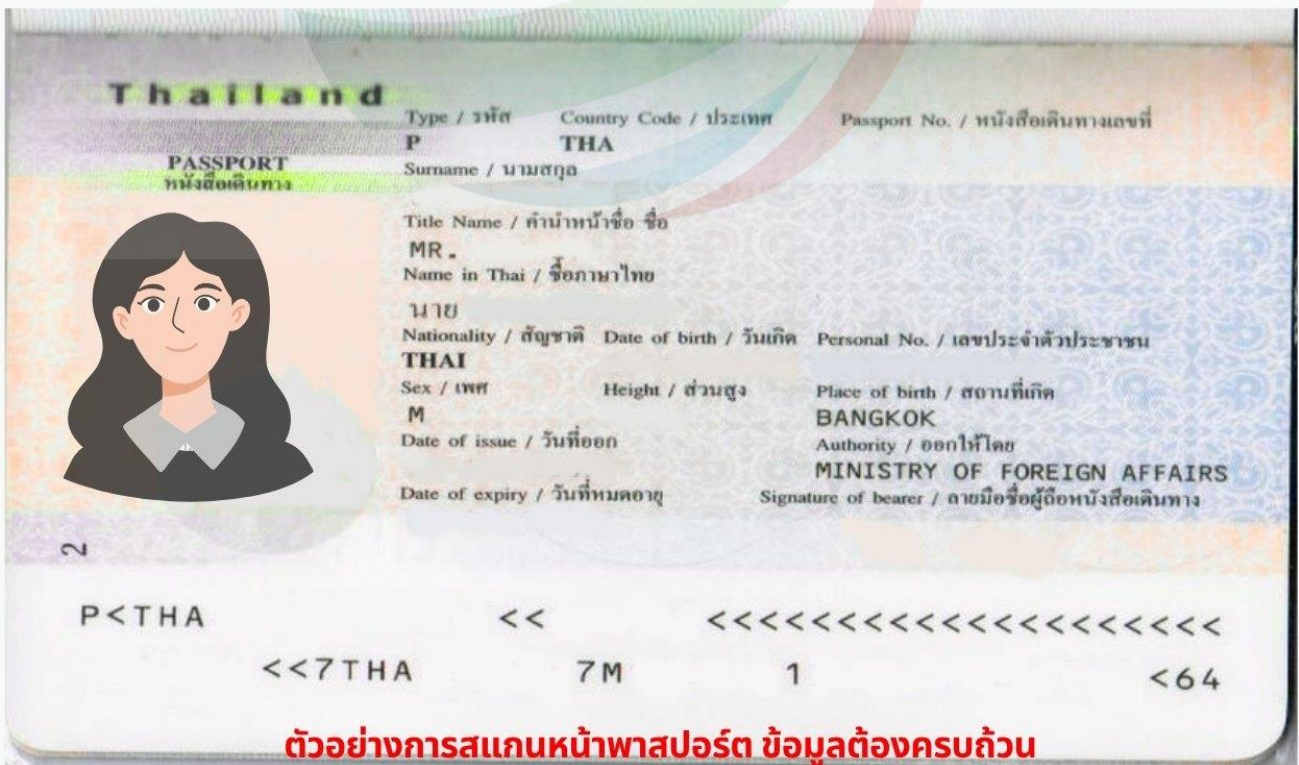 Thailand
PASSPORT
หนังสือเดินทาง
Type / รหัส Country Code / ประเทศ Passport No. / หนังสือเดินทางเลขที่
P THA
Surname / นามสกุล
Title Name / คำนำหน้าชื่อ ชื่อ
MR.
Name in Thai / ชื่อภาษาไทย
นาย
Nationality / สัญชาติ Date of birth / วันเกิด Personal No. / เลขประจำตัวประชาชน
THAI
Sex / เพศ Height / ส่วนสูง Place of birth / สถานที่เกิด
M BANGKOK
Date of issue / วันที่ออก Authority / ออกให้โดย
MINISTRY OF FOREIGN AFFAIRS
Date of expiry / วันที่หมดอายุ Signature of bearer / ลายมือชื่อผู้ถือหนังสือเดินทาง
2
P<THA << <<<<<<<<<<<<<<<<<<<<
<<7THA 7M 1 <64
ตัวอย่างการสแกนหน้าพาสปอร์ต ข้อมูลต้องครบถ้วน